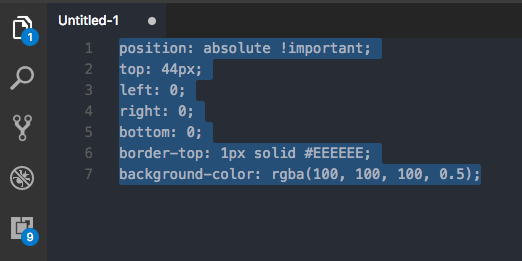 Untitled-1
1
1 position: absolute !important;
2 top: 44px;
3 left: 0;
4 right: 0;
5 bottom: 0;
6 border-top: 1px solid #EEEEEE;
7 background-color: rgba(100, 100, 100, 0.5);
9